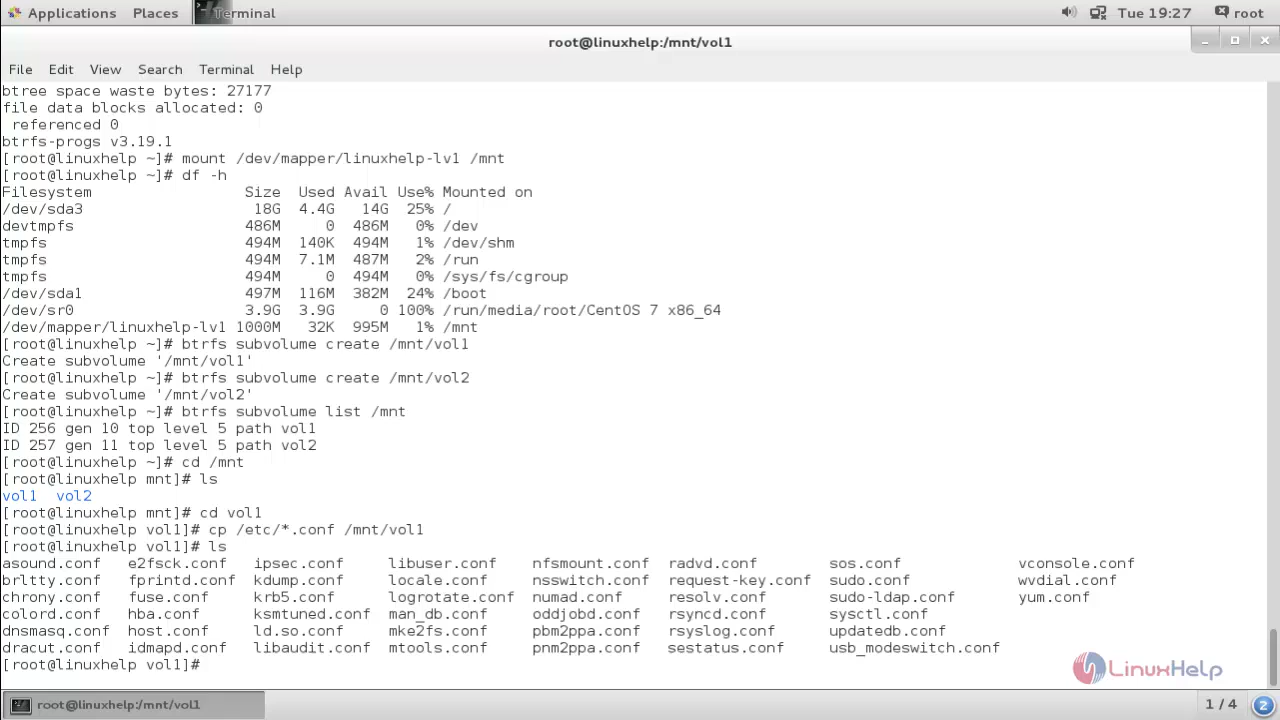 Applications Places Terminal Tue 19:27 root
root@linuxhelp:/mnt/vol1
File Edit View Search Terminal Help
btree space waste bytes: 27177
file data blocks allocated: 0
 referenced 0
btrfs-progs v3.19.1
[root@linuxhelp ~]# mount /dev/mapper/linuxhelp-lv1 /mnt
[root@linuxhelp ~]# df -h
Filesystem Size Used Avail Use% Mounted on
/dev/sda3 18G 4.4G 14G 25% /
devtmpfs 486M 0 486M 0% /dev
tmpfs 494M 140K 494M 1% /dev/shm
tmpfs 494M 7.1M 487M 2% /run
tmpfs 494M 0 494M 0% /sys/fs/cgroup
/dev/sda1 497M 116M 382M 24% /boot
/dev/sr0 3.9G 3.9G 0 100% /run/media/root/CentOS 7 x86_64
/dev/mapper/linuxhelp-lv1 1000M 32K 995M 1% /mnt
[root@linuxhelp ~]# btrfs subvolume create /mnt/vol1
Create subvolume '/mnt/vol1'
[root@linuxhelp ~]# btrfs subvolume create /mnt/vol2
Create subvolume '/mnt/vol2'
[root@linuxhelp ~]# btrfs subvolume list /mnt
ID 256 gen 10 top level 5 path vol1
ID 257 gen 11 top level 5 path vol2
[root@linuxhelp ~]# cd /mnt
[root@linuxhelp mnt]# ls
vol1 vol2
[root@linuxhelp mnt]# cd vol1
[root@linuxhelp vol1]# cp /etc/*.conf /mnt/vol1
[root@linuxhelp vol1]# ls
asound.conf e2fsck.conf ipsec.conf libuser.conf nfsmount.conf radvd.conf sos.conf vconsole.conf
brltty.conf fprintd.conf kdump.conf locale.conf nsswitch.conf request-key.conf sudo.conf wvdial.conf
chrony.conf fuse.conf krb5.conf logrotate.conf numad.conf resolv.conf sudo-ldap.conf yum.conf
colord.conf hba.conf ksmtuned.conf man_db.conf oddjobd.conf rsyncd.conf sysctl.conf
dnsmasq.conf host.conf ld.so.conf mke2fs.conf pbm2ppa.conf rsyslog.conf updatedb.conf
dracut.conf idmapd.conf libaudit.conf mtools.conf pnm2ppa.conf sestatus.conf usb_modeswitch.conf
[root@linuxhelp vol1]#
LinuxHelp
root@linuxhelp:/mnt/vol1 1 / 4 2